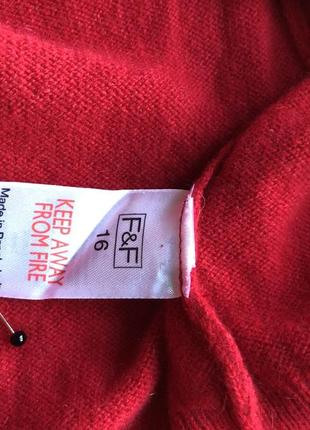 F&F
16
KEEP AWAY
FROM FIRE
Made in